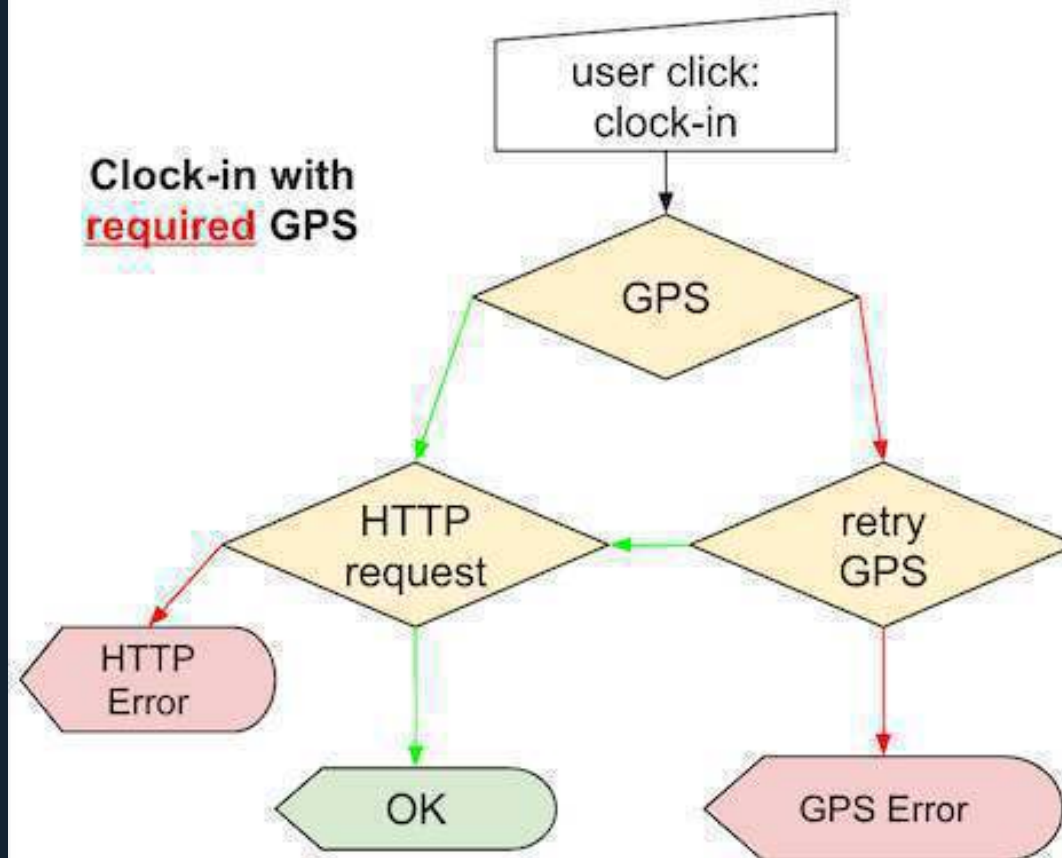 user click:
clock-in
Clock-in with
required GPS
GPS
HTTP
request
retry
GPS
HTTP
Error
OK
GPS Error